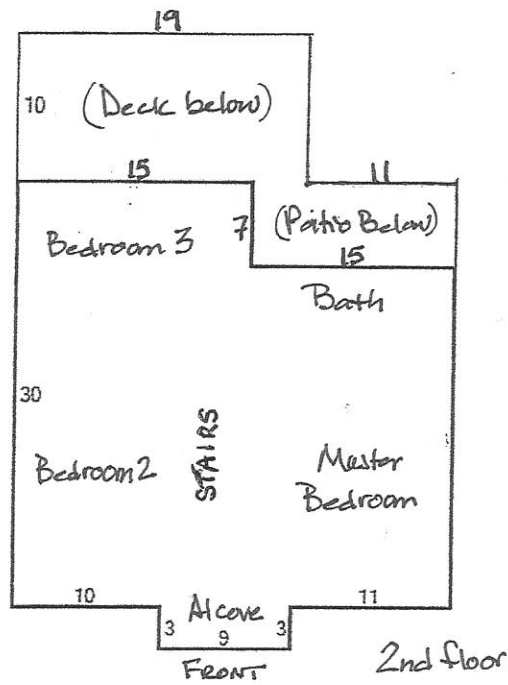 19
10
(Deck below)
15
11
Bedroom 3
7
(Patio Below)
15
Bath
30
STAIRS
Bedroom 2
Master
Bedroom
10
Alcove
11
3
9
3
FRONT
2nd floor